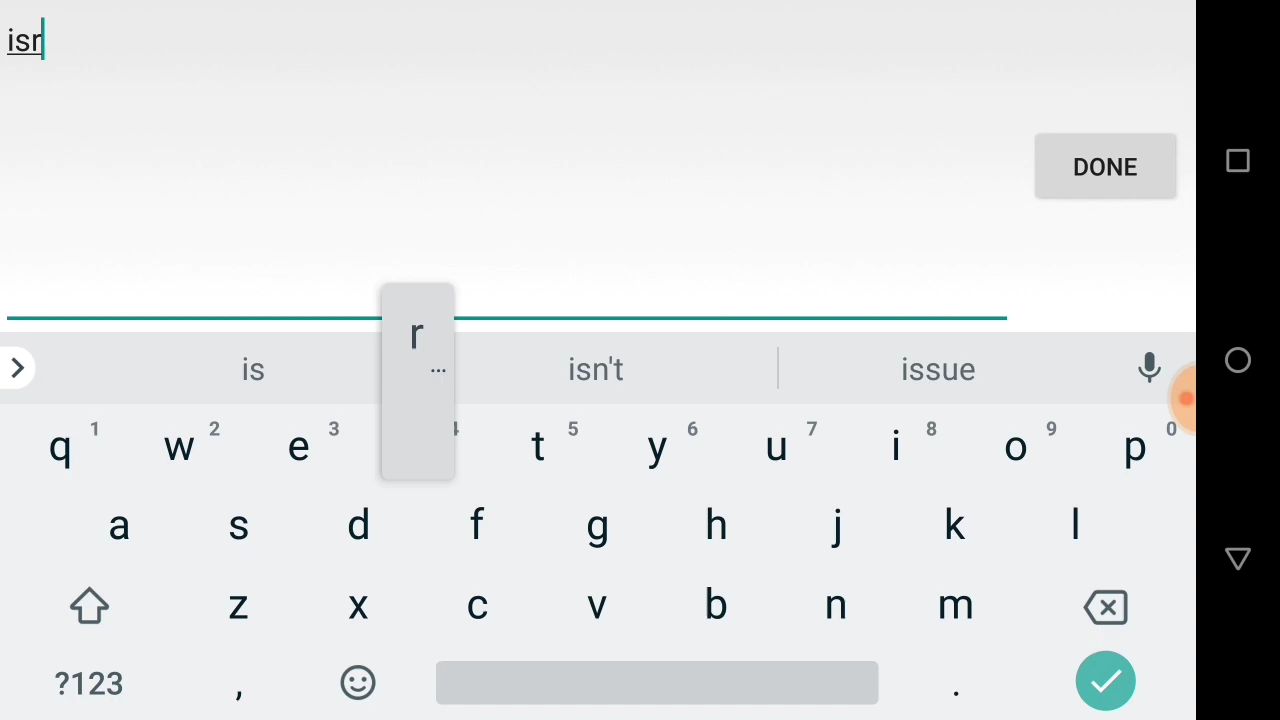 isr
DONE
r
...
is isn't issue
q 1 w 2 e 3 4 t 5 y 6 u 7 i 8 o 9 p 0
a s d f g h j k l
z x c v b n m
?123 , .